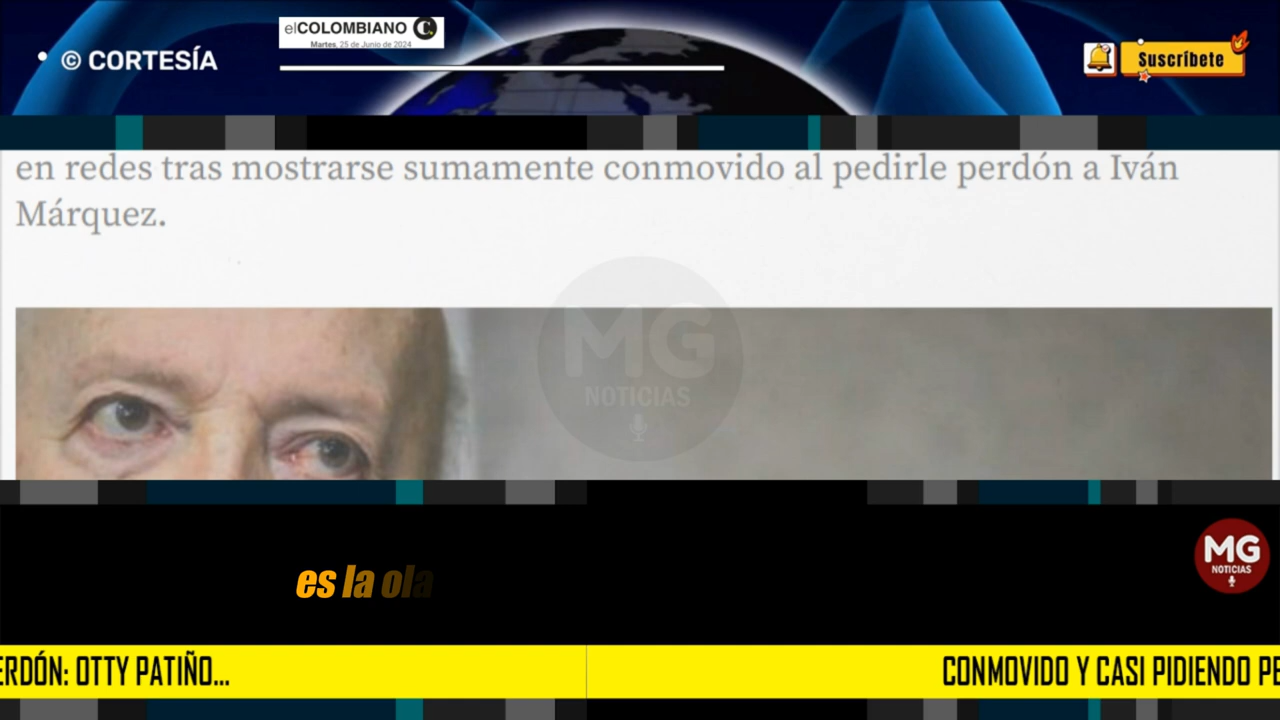 © CORTESÍA
elCOLOMBIANO C
Martes, 25 de Junio de 2024
Suscríbete
en redes tras mostrarse sumamente conmovido al pedirle perdón a Iván
Márquez.
MG
NOTICIAS
es la ola
MG
NOTICIAS
ERDÓN: OTTY PATIÑO... CONMOVIDO Y CASI PIDIENDO PE